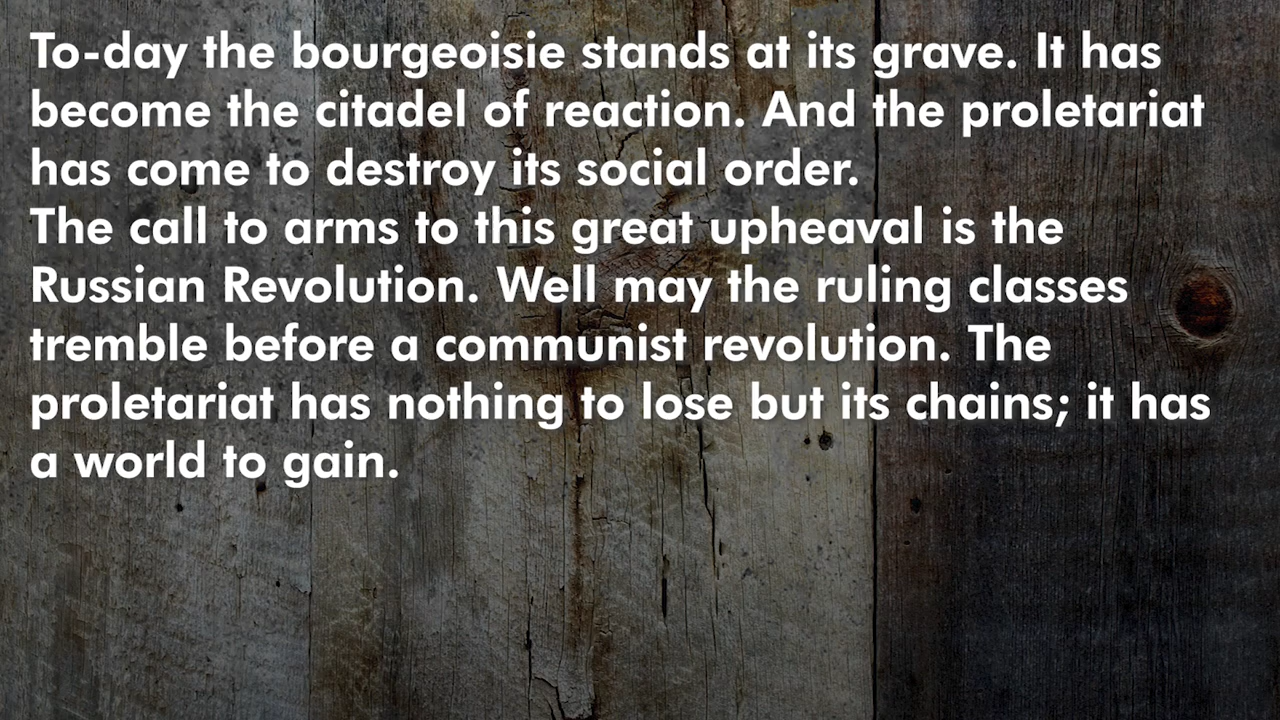 To-day the bourgeoisie stands at its grave. It has
become the citadel of reaction. And the proletariat
has come to destroy its social order.
The call to arms to this great upheaval is the
Russian Revolution. Well may the ruling classes
tremble before a communist revolution. The
proletariat has nothing to lose but its chains; it has
a world to gain.